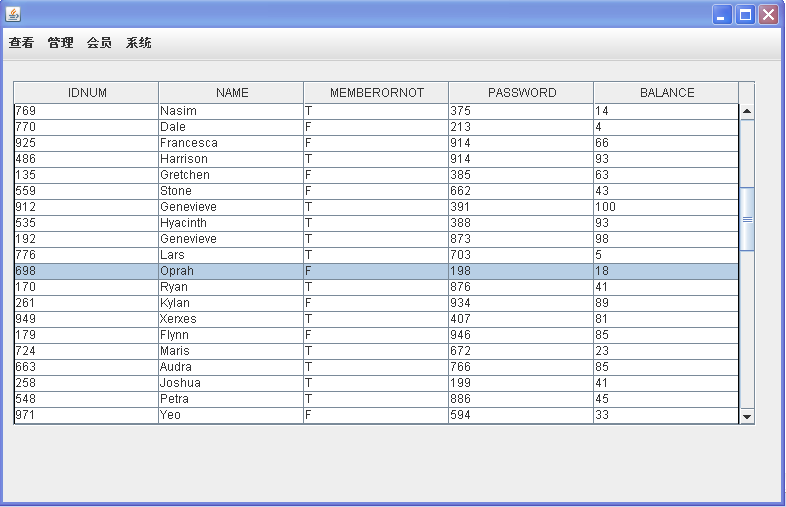 查看 管理 会员 系统
IDNUM NAME MEMBERORNOT PASSWORD BALANCE
769 Nasim T 375 14
770 Dale F 213 4
925 Francesca F 914 66
486 Harrison T 914 93
135 Gretchen F 385 63
559 Stone F 662 43
912 Genevieve T 391 100
535 Hyacinth T 388 93
192 Genevieve T 873 98
776 Lars T 703 5
698 Oprah F 198 18
170 Ryan T 876 41
261 Kylan F 934 89
949 Xerxes T 407 81
179 Flynn F 946 85
724 Maris T 672 23
663 Audra T 766 85
258 Joshua T 199 41
548 Petra T 886 45
971 Yeo F 594 33